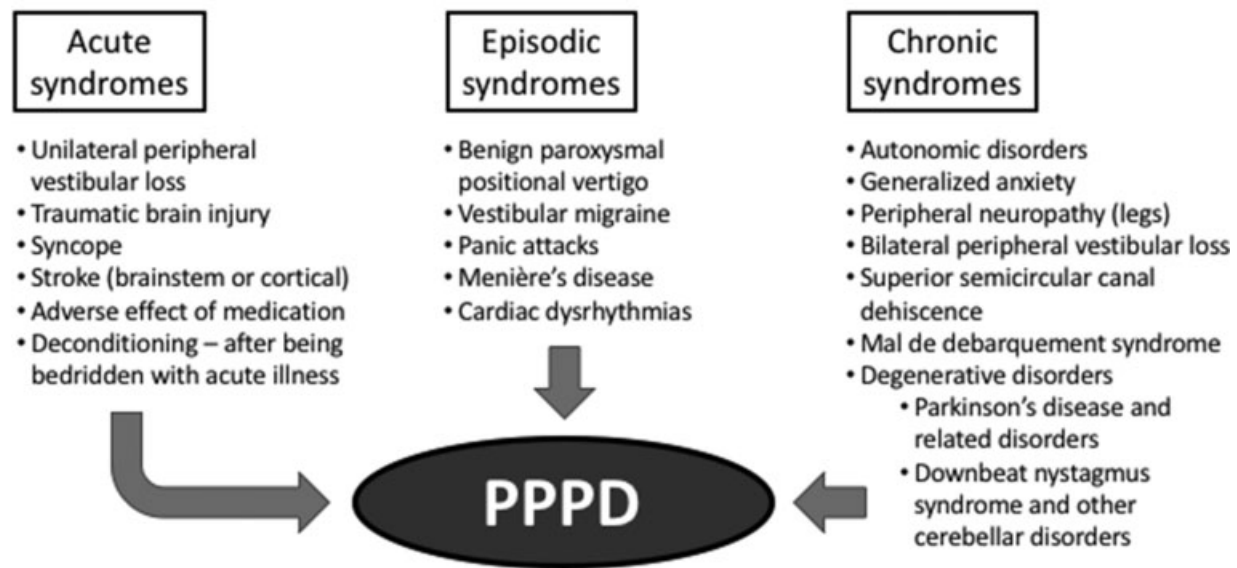 Acute
syndromes
• Unilateral peripheral
vestibular loss
• Traumatic brain injury
• Syncope
• Stroke (brainstem or cortical)
• Adverse effect of medication
• Deconditioning – after being
bedridden with acute illness
Episodic
syndromes
• Benign paroxysmal
positional vertigo
• Vestibular migraine
• Panic attacks
• Menière's disease
• Cardiac dysrhythmias
Chronic
syndromes
• Autonomic disorders
• Generalized anxiety
• Peripheral neuropathy (legs)
• Bilateral peripheral vestibular loss
• Superior semicircular canal
dehiscence
• Mal de debarquement syndrome
• Degenerative disorders
• Parkinson's disease and
related disorders
• Downbeat nystagmus
syndrome and other
cerebellar disorders
PPPD